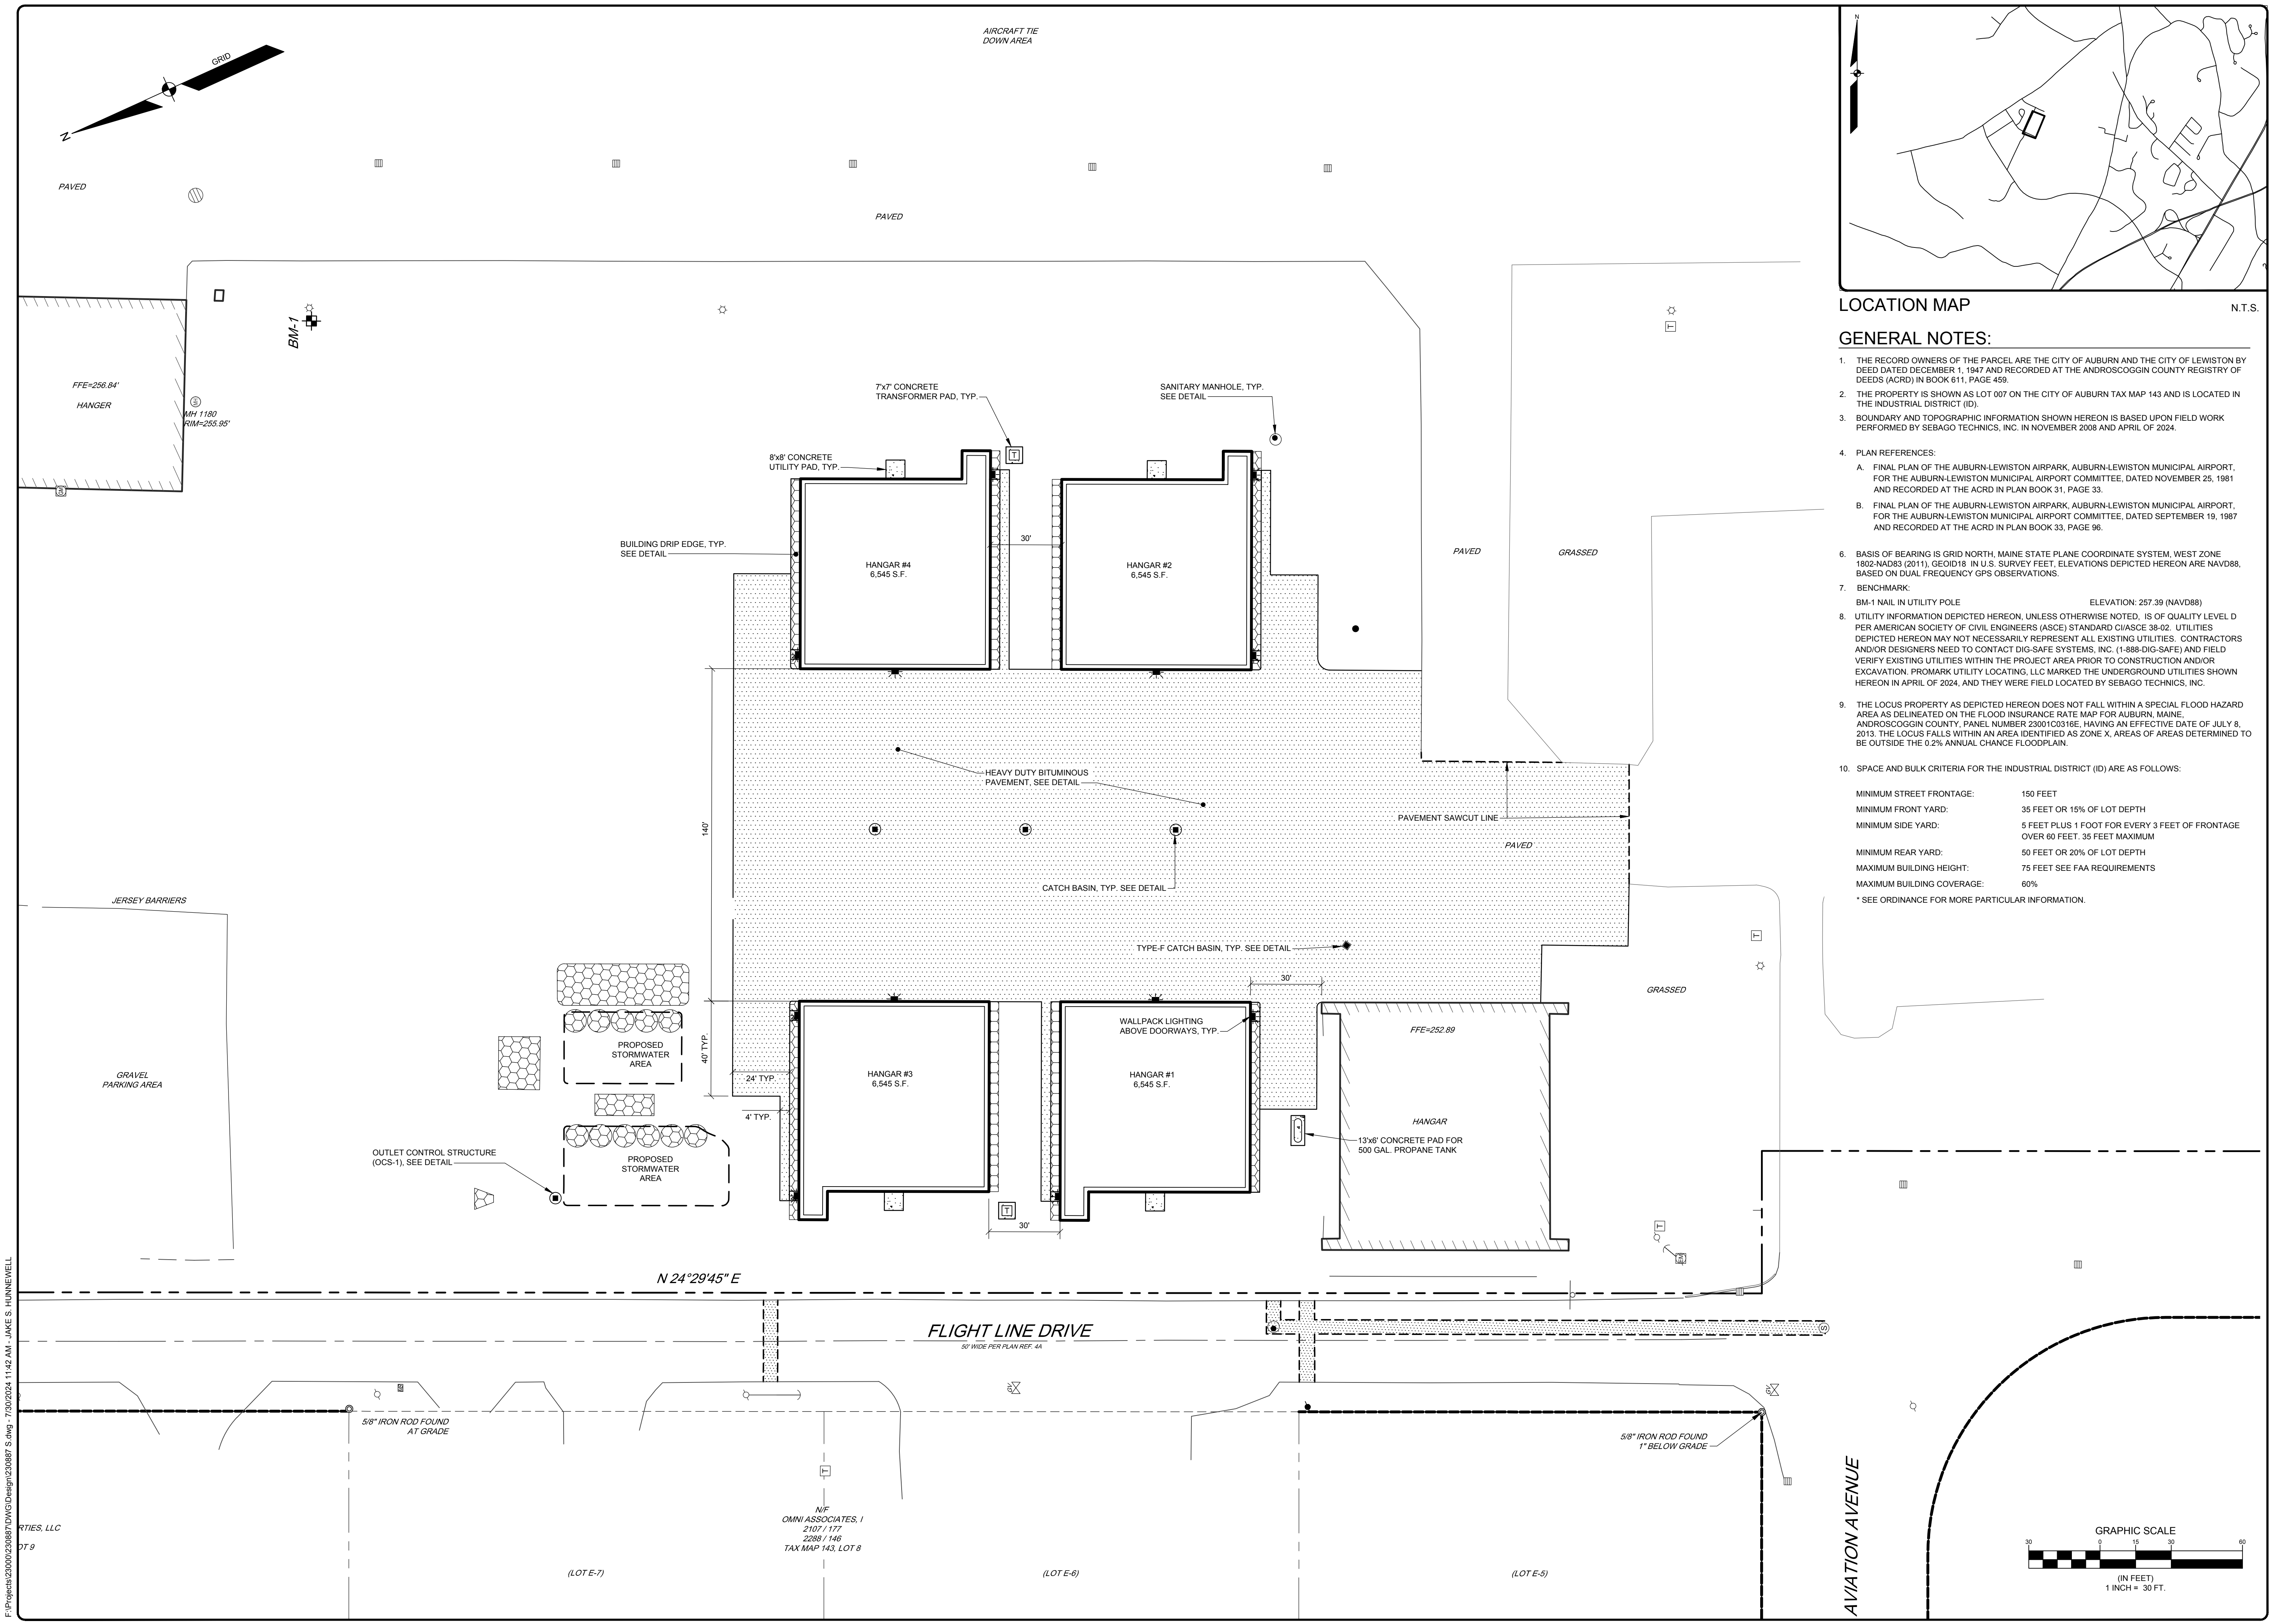 AIRCRAFT TIE
DOWN AREA
GRID
N
PAVED
PAVED
BM-1
FFE=256.84'
HANGER
MH 1180
RIM=255.95'
7'x7' CONCRETE
TRANSFORMER PAD, TYP.
SANITARY MANHOLE, TYP.
SEE DETAIL
8'x8' CONCRETE
UTILITY PAD, TYP.
T
BUILDING DRIP EDGE, TYP.
SEE DETAIL
30'
HANGAR #4
6,545 S.F.
HANGAR #2
6,545 S.F.
PAVED
GRASSED
T
HEAVY DUTY BITUMINOUS
PAVEMENT, SEE DETAIL
140'
PAVEMENT SAWCUT LINE
PAVED
CATCH BASIN, TYP. SEE DETAIL
JERSEY BARRIERS
TYPE-F CATCH BASIN, TYP. SEE DETAIL
T
30'
GRASSED
WALLPACK LIGHTING
ABOVE DOORWAYS, TYP.
FFE=252.89
PROPOSED
STORMWATER
AREA
40' TYP.
24' TYP.
HANGAR #3
6,545 S.F.
HANGAR #1
6,545 S.F.
GRAVEL
PARKING AREA
4' TYP.
HANGAR
13'x6' CONCRETE PAD FOR
500 GAL. PROPANE TANK
OUTLET CONTROL STRUCTURE
(OCS-1), SEE DETAIL
PROPOSED
STORMWATER
AREA
T
30'
T
N 24°29'45" E
FLIGHT LINE DRIVE
50' WIDE PER PLAN REF. 4A
S
5/8" IRON ROD FOUND
AT GRADE
5/8" IRON ROD FOUND
1" BELOW GRADE
T
N/F
OMNI ASSOCIATES, I
2107 / 177
2288 / 146
TAX MAP 143, LOT 8
RTIES, LLC
OT 9
(LOT E-7)
(LOT E-6)
(LOT E-5)
AVIATION AVENUE
F:\Projects\23000\230887\DWG\Design\230887 S.dwg - 7/30/2024 11:42 AM - JAKE S. HUNNEWELL
N
LOCATION MAP
N.T.S.
GENERAL NOTES:
1. THE RECORD OWNERS OF THE PARCEL ARE THE CITY OF AUBURN AND THE CITY OF LEWISTON BY
DEED DATED DECEMBER 1, 1947 AND RECORDED AT THE ANDROSCOGGIN COUNTY REGISTRY OF
DEEDS (ACRD) IN BOOK 611, PAGE 459.
2. THE PROPERTY IS SHOWN AS LOT 007 ON THE CITY OF AUBURN TAX MAP 143 AND IS LOCATED IN
THE INDUSTRIAL DISTRICT (ID).
3. BOUNDARY AND TOPOGRAPHIC INFORMATION SHOWN HEREON IS BASED UPON FIELD WORK
PERFORMED BY SEBAGO TECHNICS, INC. IN NOVEMBER 2008 AND APRIL OF 2024.
4. PLAN REFERENCES:
A. FINAL PLAN OF THE AUBURN-LEWISTON AIRPARK, AUBURN-LEWISTON MUNICIPAL AIRPORT,
FOR THE AUBURN-LEWISTON MUNICIPAL AIRPORT COMMITTEE, DATED NOVEMBER 25, 1981
AND RECORDED AT THE ACRD IN PLAN BOOK 31, PAGE 33.
B. FINAL PLAN OF THE AUBURN-LEWISTON AIRPARK, AUBURN-LEWISTON MUNICIPAL AIRPORT,
FOR THE AUBURN-LEWISTON MUNICIPAL AIRPORT COMMITTEE, DATED SEPTEMBER 19, 1987
AND RECORDED AT THE ACRD IN PLAN BOOK 33, PAGE 96.
6. BASIS OF BEARING IS GRID NORTH, MAINE STATE PLANE COORDINATE SYSTEM, WEST ZONE
1802-NAD83 (2011), GEOID18 IN U.S. SURVEY FEET, ELEVATIONS DEPICTED HEREON ARE NAVD88,
BASED ON DUAL FREQUENCY GPS OBSERVATIONS.
7. BENCHMARK:
BM-1 NAIL IN UTILITY POLE ELEVATION: 257.39 (NAVD88)
8. UTILITY INFORMATION DEPICTED HEREON, UNLESS OTHERWISE NOTED, IS OF QUALITY LEVEL D
PER AMERICAN SOCIETY OF CIVIL ENGINEERS (ASCE) STANDARD CI/ASCE 38-02. UTILITIES
DEPICTED HEREON MAY NOT NECESSARILY REPRESENT ALL EXISTING UTILITIES. CONTRACTORS
AND/OR DESIGNERS NEED TO CONTACT DIG-SAFE SYSTEMS, INC. (1-888-DIG-SAFE) AND FIELD
VERIFY EXISTING UTILITIES WITHIN THE PROJECT AREA PRIOR TO CONSTRUCTION AND/OR
EXCAVATION. PROMARK UTILITY LOCATING, LLC MARKED THE UNDERGROUND UTILITIES SHOWN
HEREON IN APRIL OF 2024, AND THEY WERE FIELD LOCATED BY SEBAGO TECHNICS, INC.
9. THE LOCUS PROPERTY AS DEPICTED HEREON DOES NOT FALL WITHIN A SPECIAL FLOOD HAZARD
AREA AS DELINEATED ON THE FLOOD INSURANCE RATE MAP FOR AUBURN, MAINE,
ANDROSCOGGIN COUNTY, PANEL NUMBER 23001C0316E, HAVING AN EFFECTIVE DATE OF JULY 8,
2013. THE LOCUS FALLS WITHIN AN AREA IDENTIFIED AS ZONE X, AREAS OF AREAS DETERMINED TO
BE OUTSIDE THE 0.2% ANNUAL CHANCE FLOODPLAIN.
10. SPACE AND BULK CRITERIA FOR THE INDUSTRIAL DISTRICT (ID) ARE AS FOLLOWS:
MINIMUM STREET FRONTAGE: 150 FEET
MINIMUM FRONT YARD: 35 FEET OR 15% OF LOT DEPTH
MINIMUM SIDE YARD: 5 FEET PLUS 1 FOOT FOR EVERY 3 FEET OF FRONTAGE
OVER 60 FEET. 35 FEET MAXIMUM
MINIMUM REAR YARD: 50 FEET OR 20% OF LOT DEPTH
MAXIMUM BUILDING HEIGHT: 75 FEET SEE FAA REQUIREMENTS
MAXIMUM BUILDING COVERAGE: 60%
* SEE ORDINANCE FOR MORE PARTICULAR INFORMATION.
GRAPHIC SCALE
30 0 15 30 60
(IN FEET)
1 INCH = 30 FT.